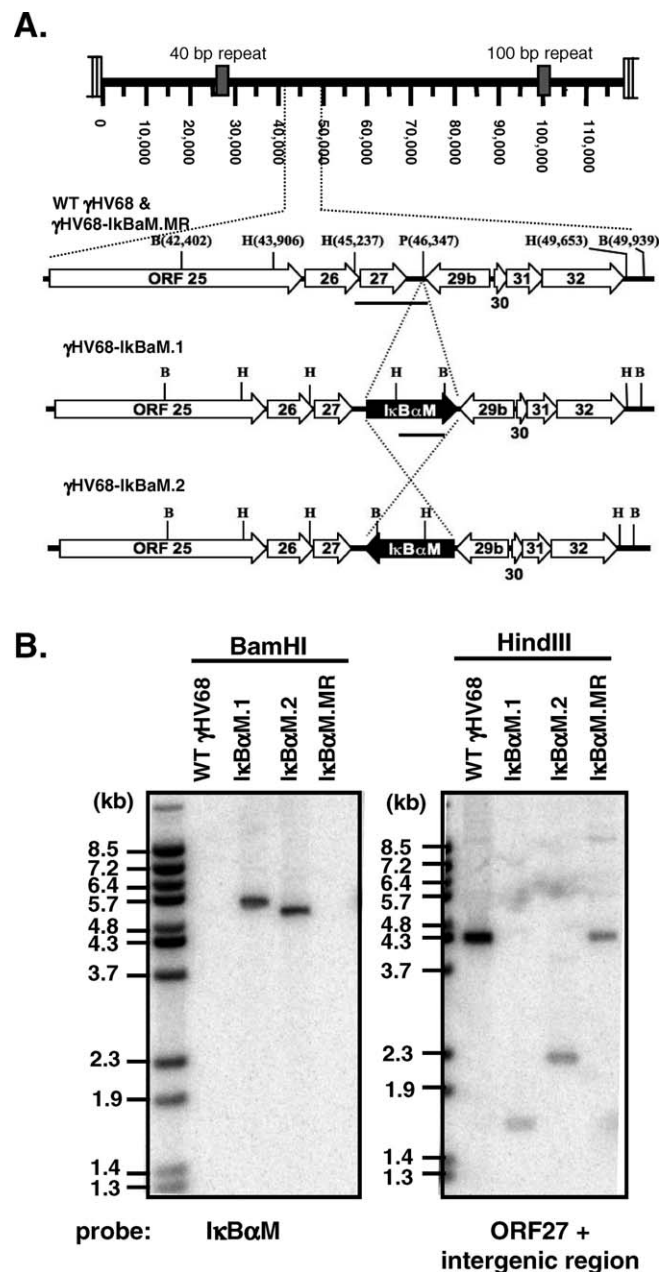 A.
40 bp repeat
100 bp repeat
0
10,000
20,000
30,000
40,000
50,000
60,000
70,000
80,000
90,000
100,000
110,000
WT γHV68 &
γHV68-IkBaM.MR
B(42,402)
H(43,906)
H(45,237)
P(46,347)
H(49,653)
B(49,939)
ORF 25
26
27
29b
31
32
30
γHV68-IkBaM.1
B
H
H
H
B
H
B
ORF 25
26
27
IκBαM
29b
31
32
30
γHV68-IkBaM.2
B
H
H
B
H
H
B
ORF 25
26
27
IκBαM
29b
31
32
30
B.
BamHI
HindIII
WT γHV68
IκBαM.1
IκBαM.2
IκBαM.MR
WT γHV68
IκBαM.1
IκBαM.2
IκBαM.MR
(kb)
8.5
7.2
6.4
5.7
4.8
4.3
3.7
2.3
1.9
1.4
1.3
(kb)
8.5
7.2
6.4
5.7
4.8
4.3
3.7
2.3
1.9
1.4
1.3
probe:
IκBαM
ORF27 +
intergenic region